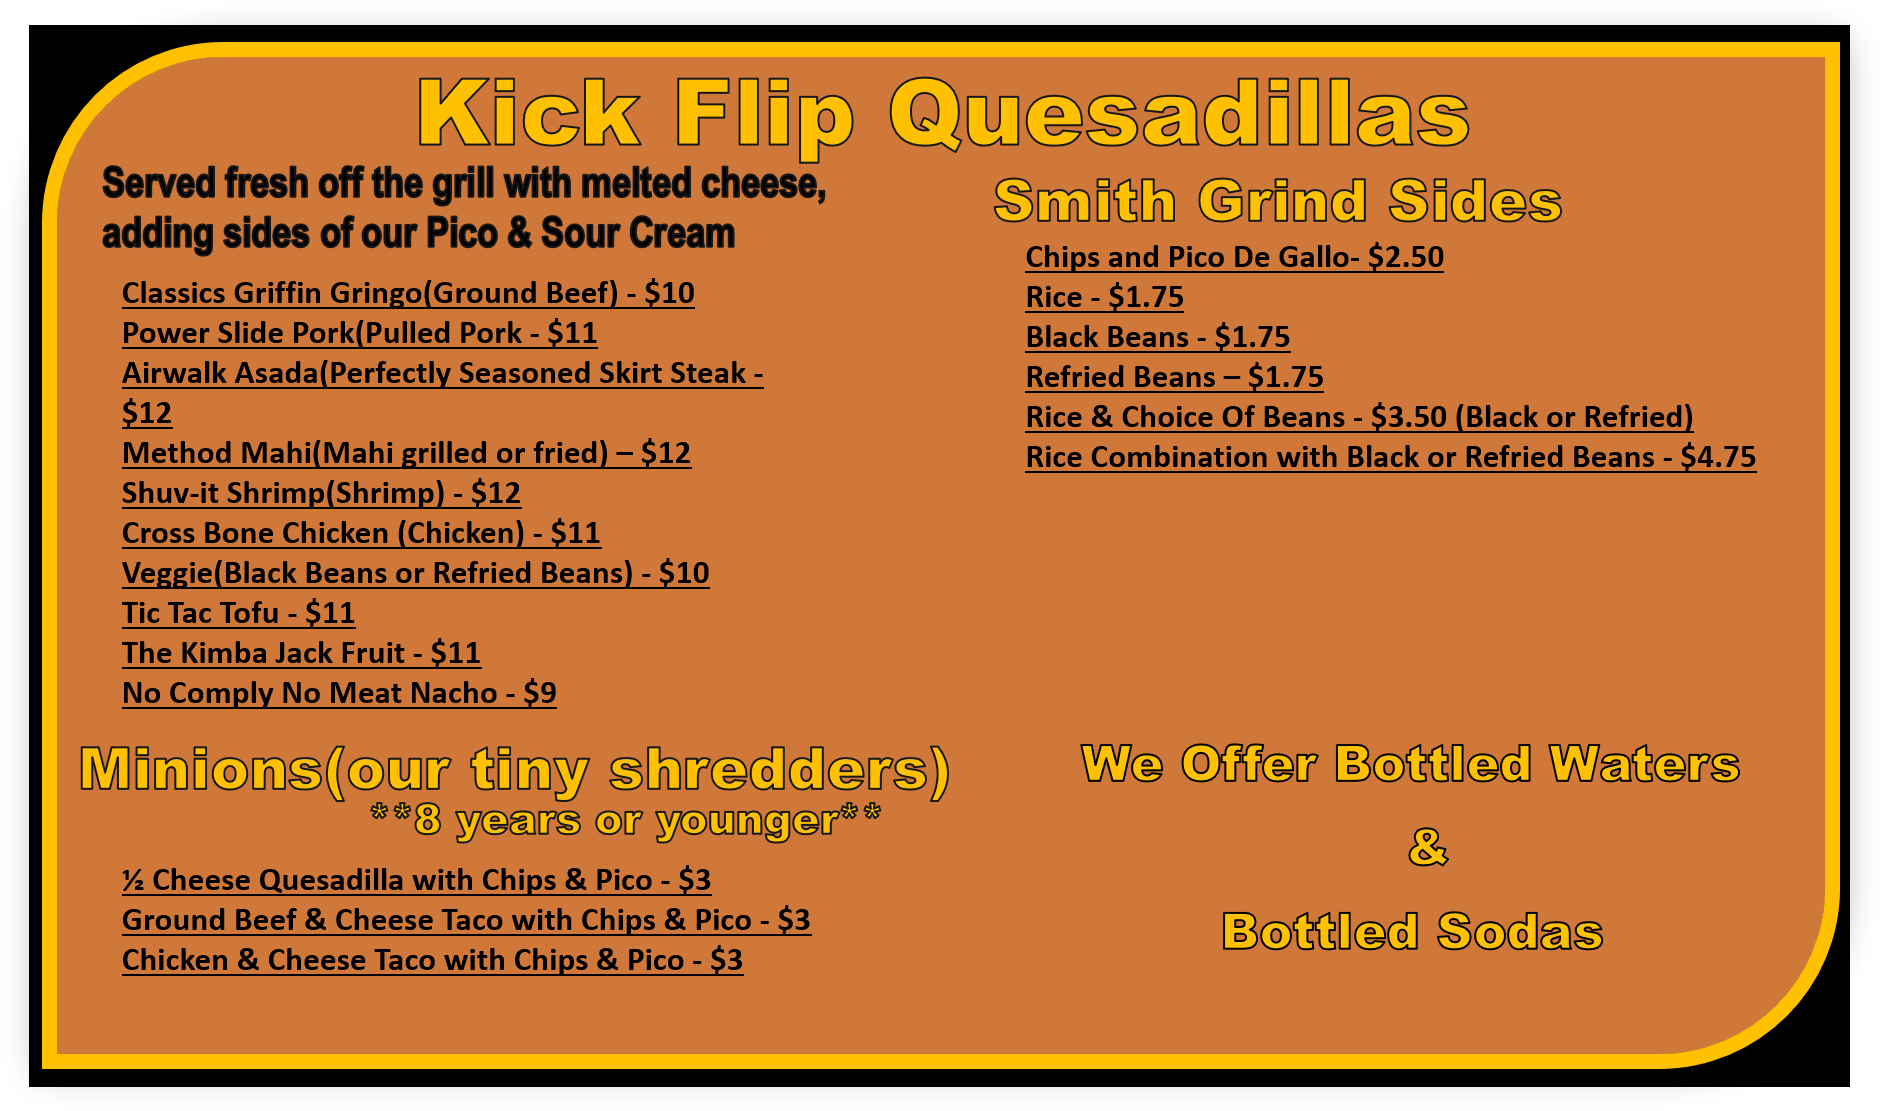 Kick Flip Quesadillas
Served fresh off the grill with melted cheese,
adding sides of our Pico & Sour Cream
Classics Griffin Gringo(Ground Beef) - $10
Power Slide Pork(Pulled Pork - $11
Airwalk Asada(Perfectly Seasoned Skirt Steak -
$12
Method Mahi(Mahi grilled or fried) – $12
Shuv-it Shrimp(Shrimp) - $12
Cross Bone Chicken (Chicken) - $11
Veggie(Black Beans or Refried Beans) - $10
Tic Tac Tofu - $11
The Kimba Jack Fruit - $11
No Comply No Meat Nacho - $9
Smith Grind Sides
Chips and Pico De Gallo- $2.50
Rice - $1.75
Black Beans - $1.75
Refried Beans – $1.75
Rice & Choice Of Beans - $3.50 (Black or Refried)
Rice Combination with Black or Refried Beans - $4.75
Minions(our tiny shredders)
**8 years or younger**
½ Cheese Quesadilla with Chips & Pico - $3
Ground Beef & Cheese Taco with Chips & Pico - $3
Chicken & Cheese Taco with Chips & Pico - $3
We Offer Bottled Waters
&
Bottled Sodas